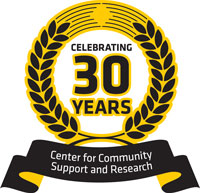 CELEBRATING
30
YEARS
Center for Community
Support and Research